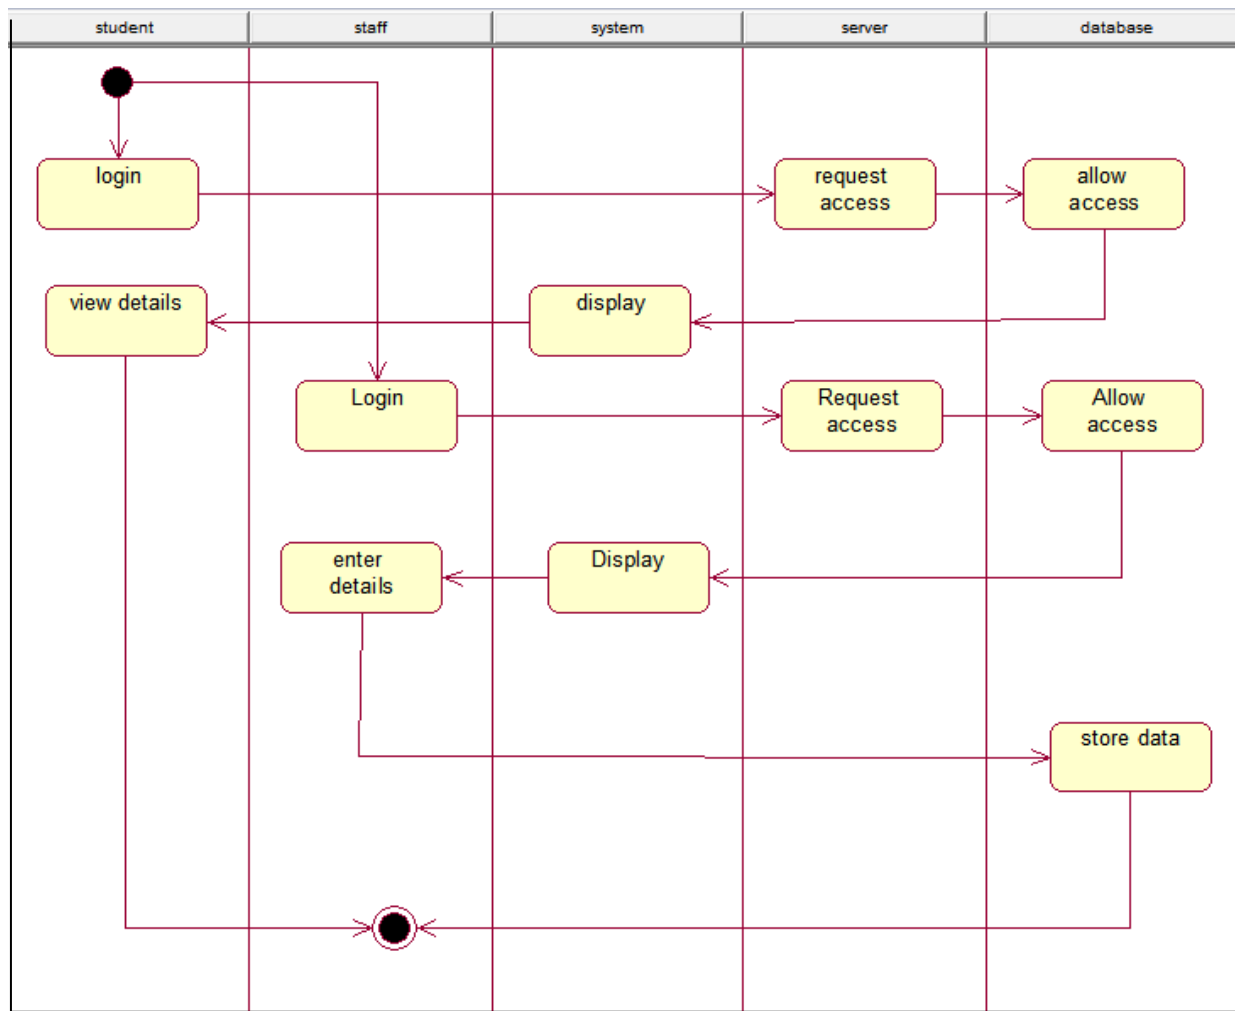 student
staff
system
server
database
login
request
access
allow
access
view details
display
Login
Request
access
Allow
access
enter
details
Display
store data